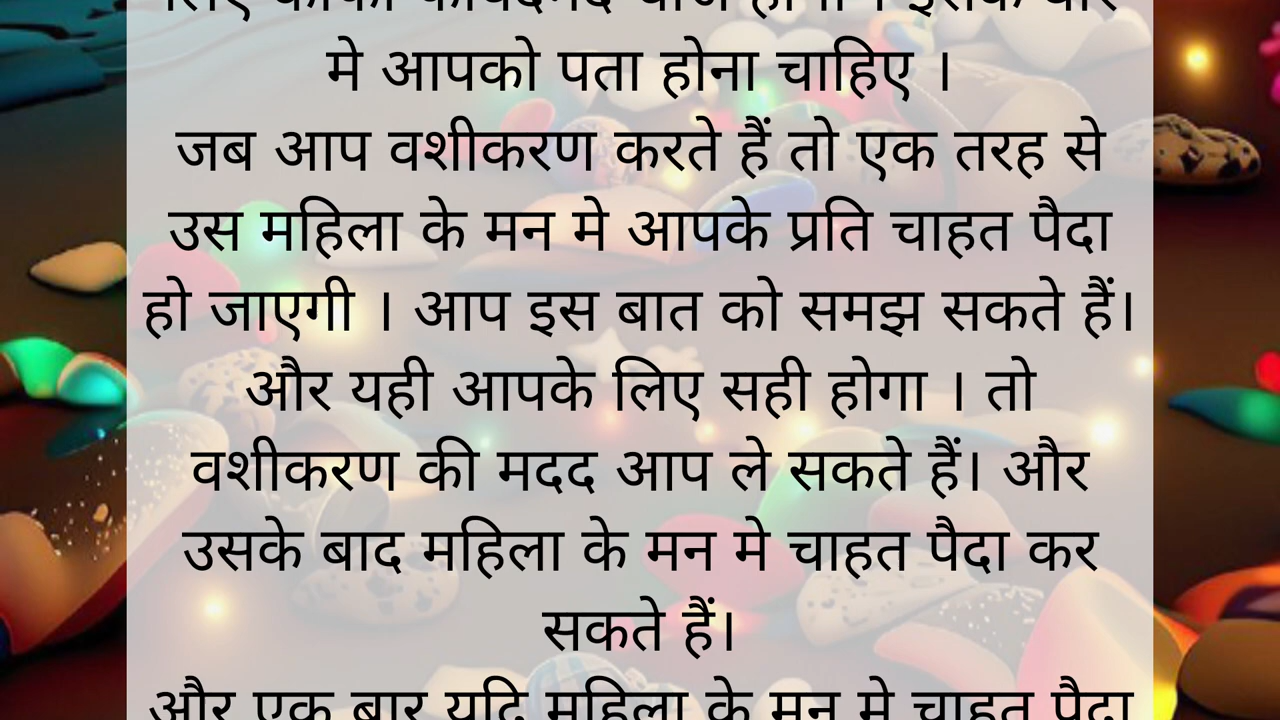 मे आपको पता होना चाहिए ।
जब आप वशीकरण करते हैं तो एक तरह से
उस महिला के मन मे आपके प्रति चाहत पैदा
हो जाएगी । आप इस बात को समझ सकते हैं।
और यही आपके लिए सही होगा । तो
वशीकरण की मदद आप ले सकते हैं। और
उसके बाद महिला के मन मे चाहत पैदा कर
सकते हैं।
और एक बार यदि महिला के मन मे चाहत पैदा